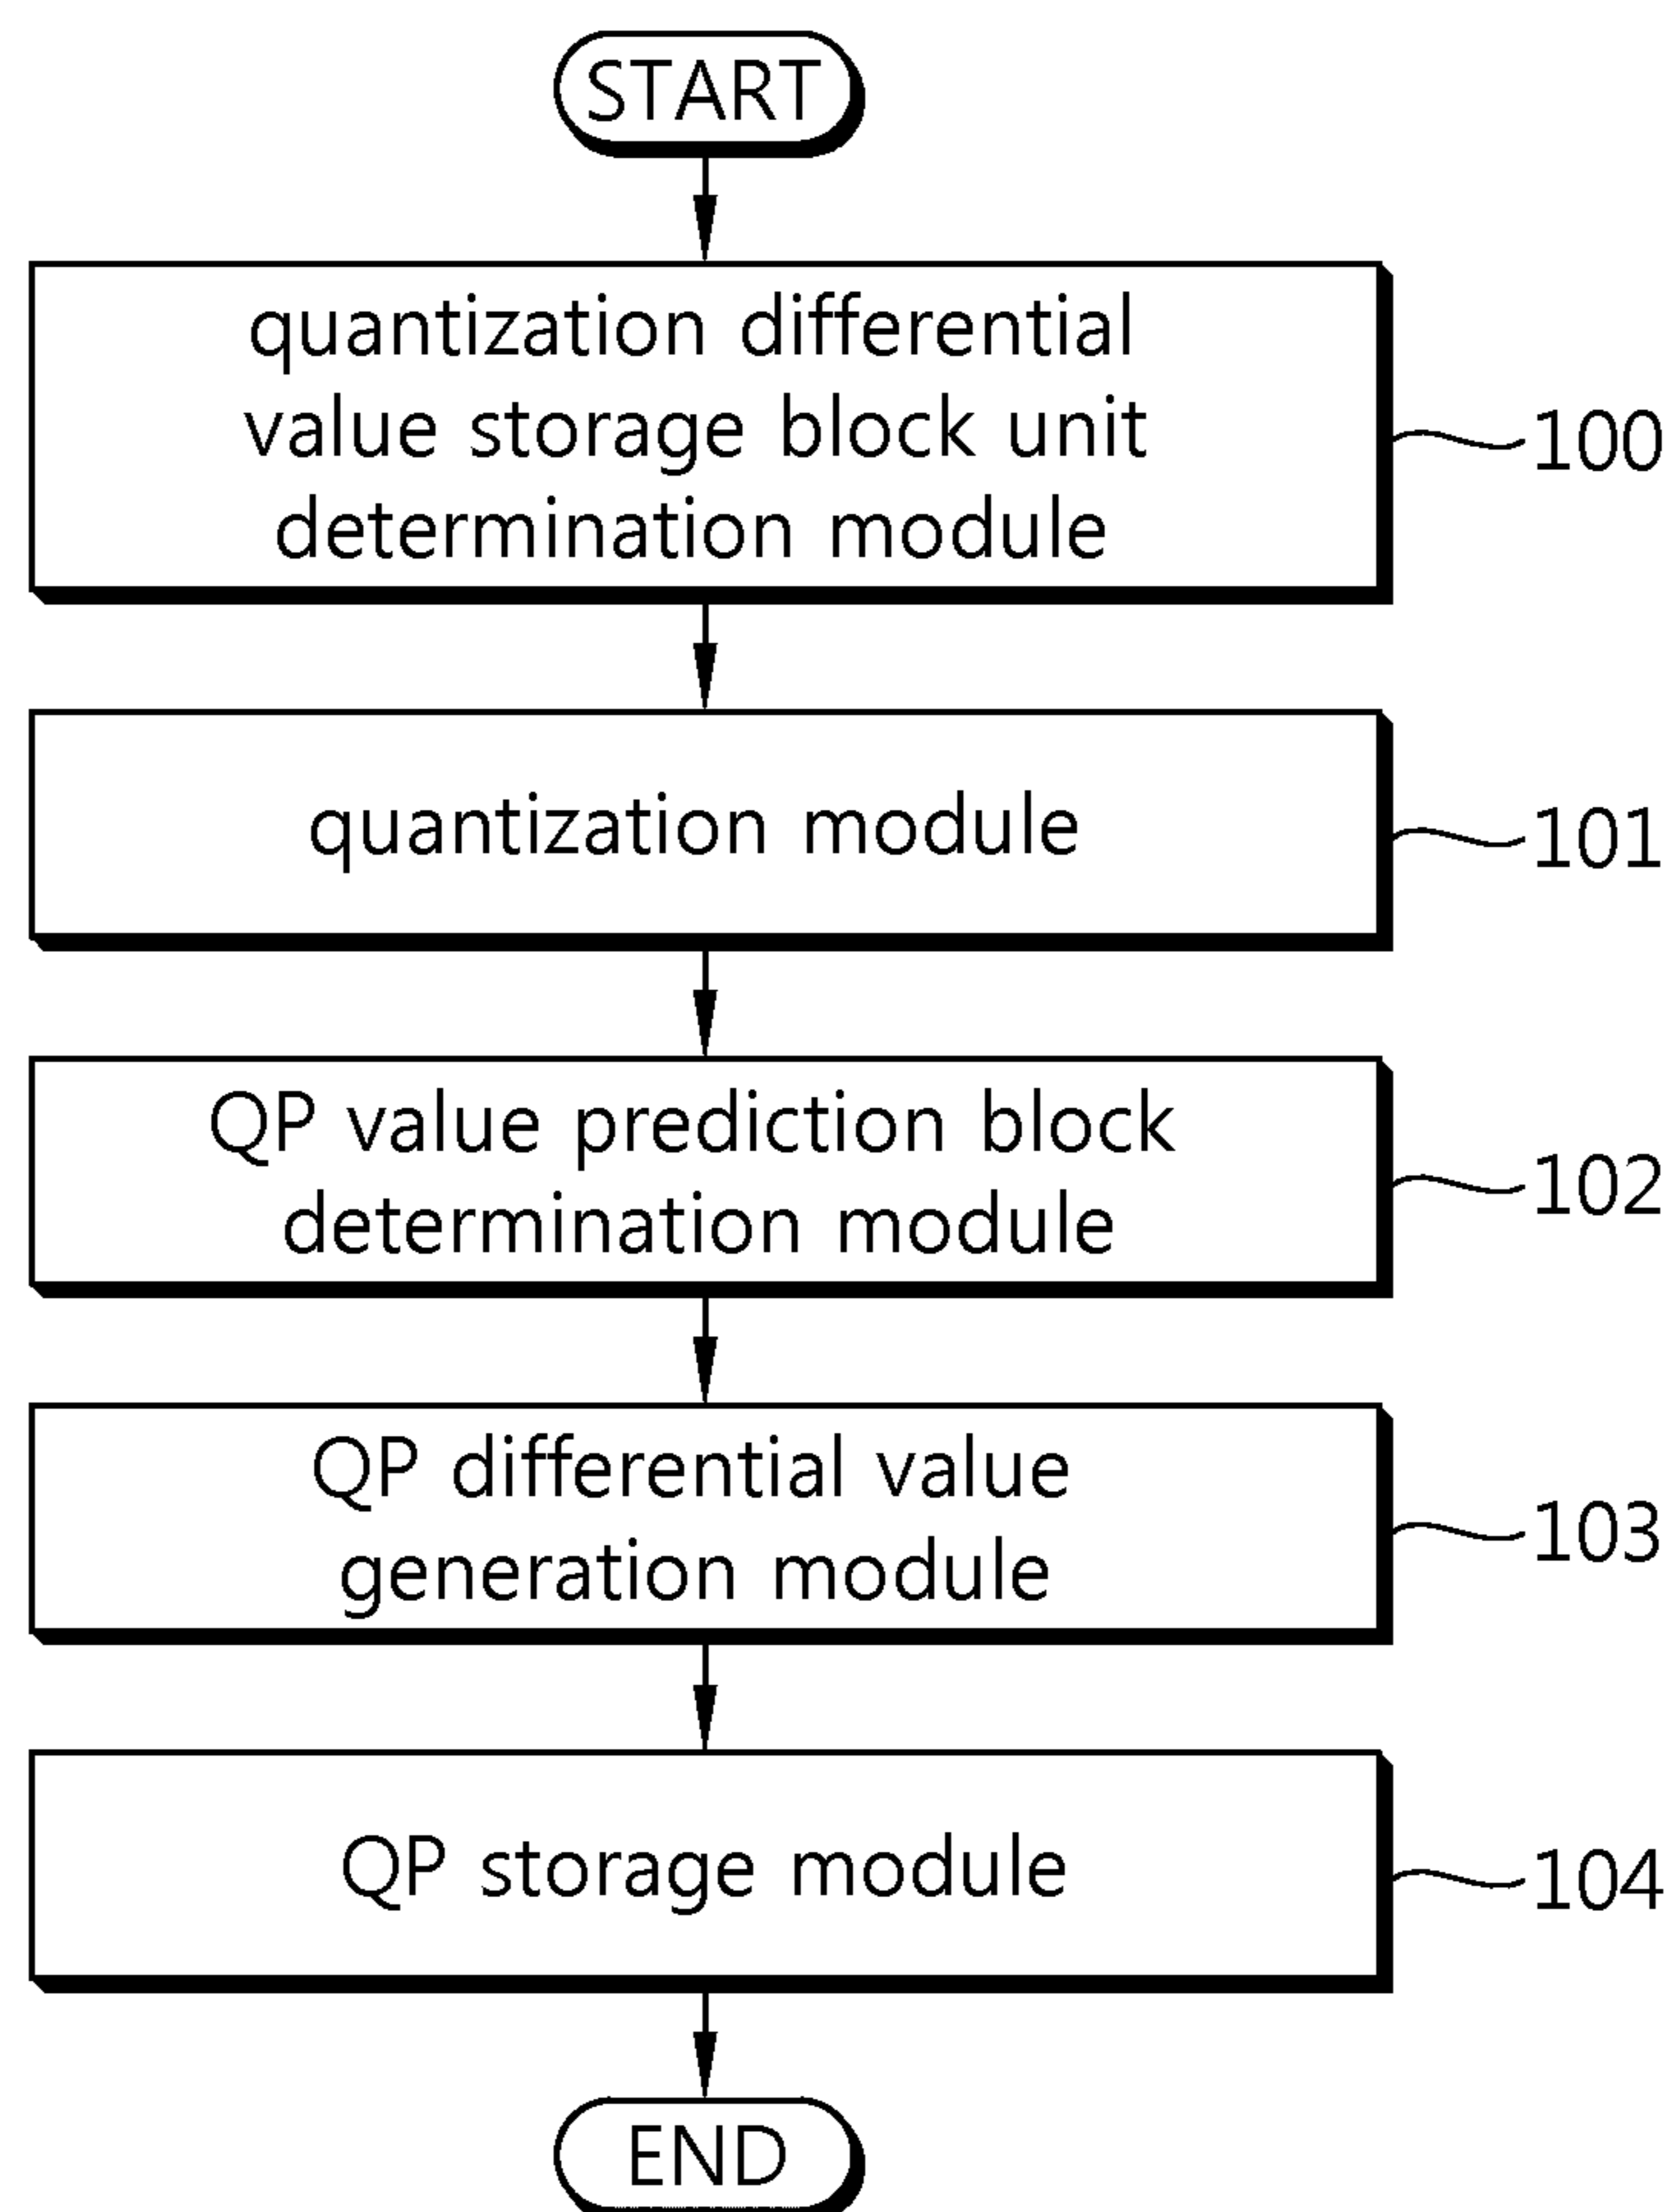 START
quantization differential
value storage block unit
determination module
100
quantization module
101
QP value prediction block
determination module
102
QP differential value
generation module
103
QP storage module
104
END